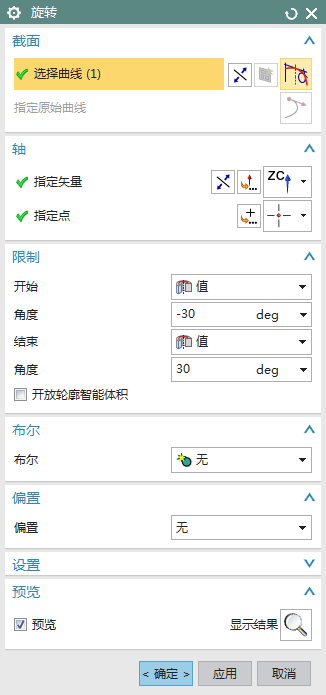 旋转
截面
选择曲线 (1)
指定原始曲线
轴
指定矢量
ZC
指定点
限制
开始 值
角度 -30 deg
结束 值
角度 30 deg
开放轮廓智能体积
布尔
布尔 无
偏置
偏置 无
设置
预览
预览 显示结果
< 确定 > 应用 取消